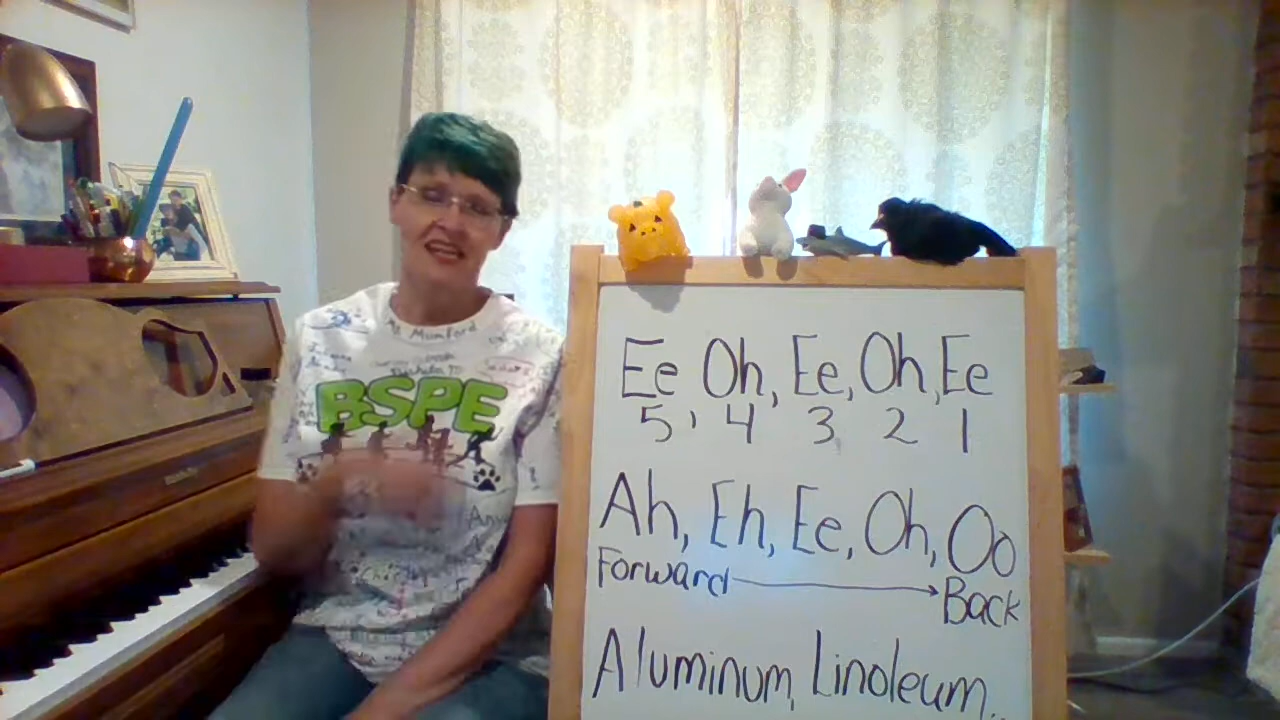 BSPE
Ee Oh, Ee, Oh, Ee
5, 4 3, 2 1
Ah, Eh, Ee, Oh, Oo
Forward Back
Aluminum, Linoleum...